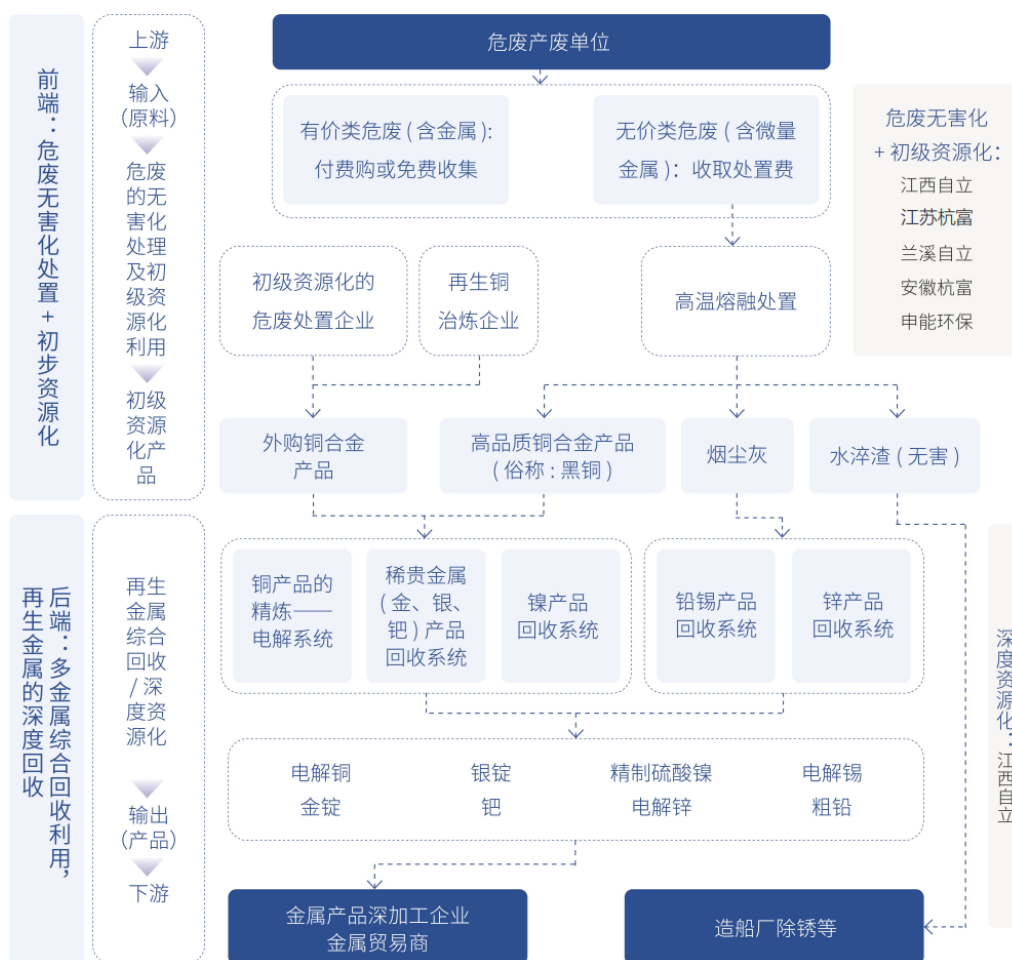 前端：危废无害化处置 + 初步资源化
上游
输入
（原料）
危废
的无
害化
处理
及初
级资
源化
利用
初级
资源
化产
品
危废产废单位
有价类危废 ( 含金属 ):
付费购或免费收集
无价类危废 ( 含微量
金属 )：收取处置费
危废无害化
+ 初级资源化：
江西自立
江苏杭富
兰溪自立
安徽杭富
申能环保
初级资源化的
危废处置企业
再生铜
冶炼企业
高温熔融处置
外购铜合金
产品
高品质铜合金产品
( 俗称 : 黑铜 )
烟尘灰
水淬渣 ( 无害 )
后端：多金属综合回收利用，
再生金属的深度回收
再生
金属
综合
回收
/ 深
度资
源化
输出
（产品）
下游
铜产品的
精炼——
电解系统
稀贵金属
( 金、银、
钯 ) 产品
回收系统
镍产品
回收系统
铅锡产品
回收系统
锌产品
回收系统
深度资源化：江西自立
电解铜
银锭
精制硫酸镍
电解锡
金锭
钯
电解锌
粗铅
金属产品深加工企业
金属贸易商
造船厂除锈等